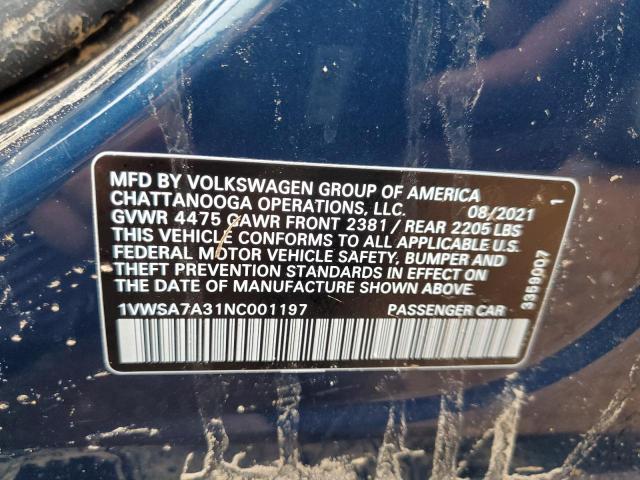 MFD BY VOLKSWAGEN GROUP OF AMERICA
CHATTANOOGA OPERATIONS, LLC. 08/2021
GVWR 4475 GAWR FRONT 2381 / REAR 2205 LBS
THIS VEHICLE CONFORMS TO ALL APPLICABLE U.S.
FEDERAL MOTOR VEHICLE SAFETY, BUMPER AND
THEFT PREVENTION STANDARDS IN EFFECT ON
THE DATE OF MANUFACTURE SHOWN ABOVE.
1VWSA7A31NC001197 PASSENGER CAR
3359007 1